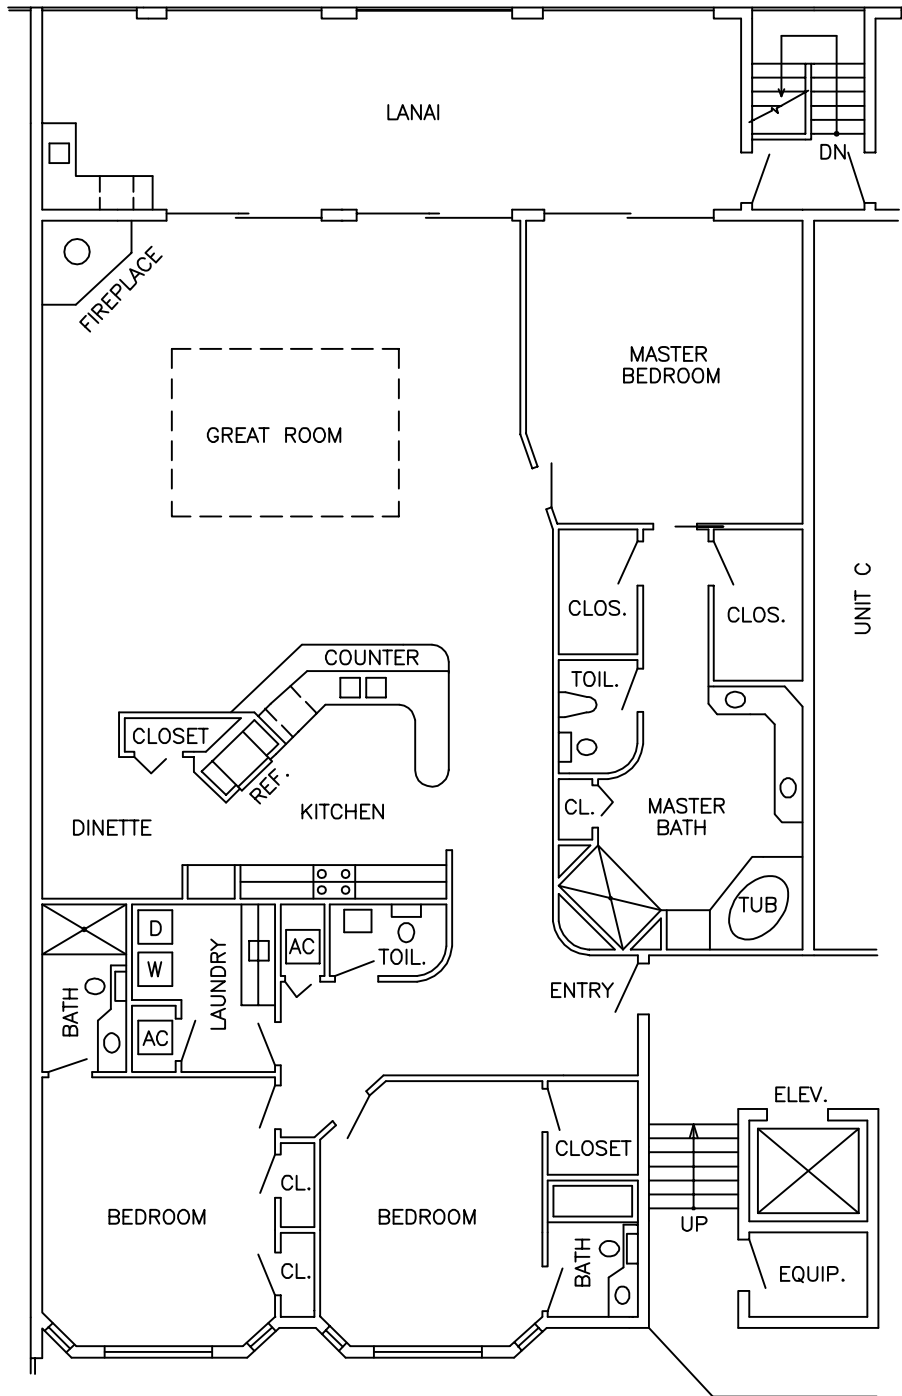 LANAI
DN
FIREPLACE
MASTER
BEDROOM
GREAT ROOM
UNIT C
CLOS.
CLOS.
COUNTER
TOIL.
CLOSET
REF.
KITCHEN
CL.
MASTER
BATH
DINETTE
TUB
D
W
LAUNDRY
AC
TOIL.
ENTRY
BATH
AC
ELEV.
CLOSET
CL.
BEDROOM
BEDROOM
UP
BATH
CL.
EQUIP.